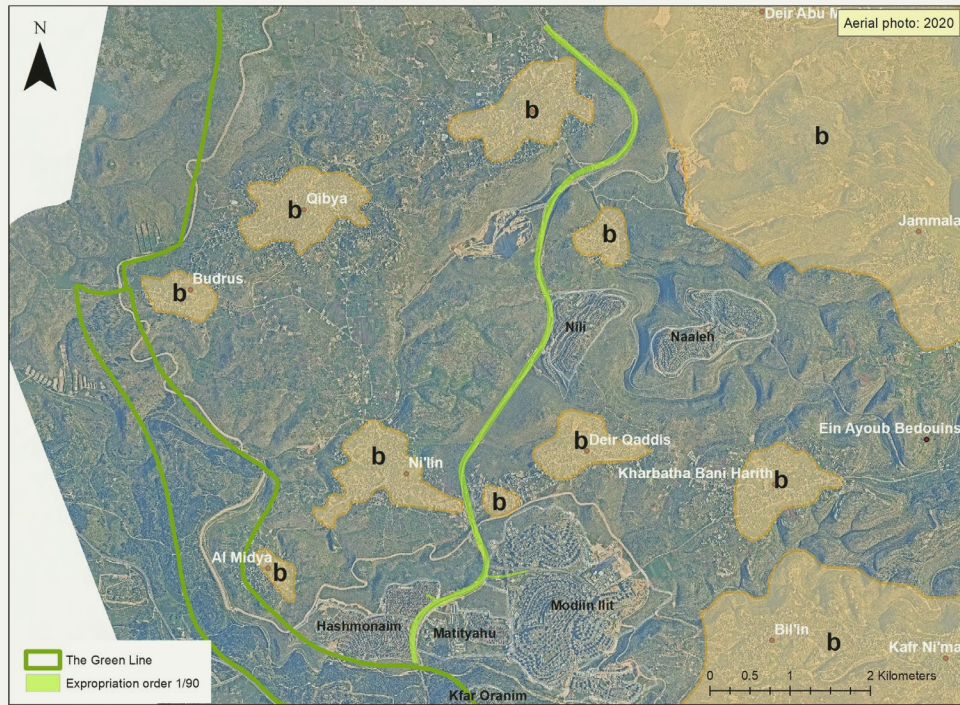 N
Deir Abu M
Aerial photo: 2020
b
b
b Qibya
Jammala
b
b Budrus
Nili
Naaleh
Ein Ayoub Bedouins
b
Ni'lin
b
Deir Qaddis
Kharbatha Bani Harith
b
b
Al Midya
b
Hashmonaim
Matityahu
Modiin Ilit
Bil'in
b
Kafr Ni'ma
The Green Line
Expropriation order 1/90
Kfar Oranim
0 0.5 1 2 Kilometers